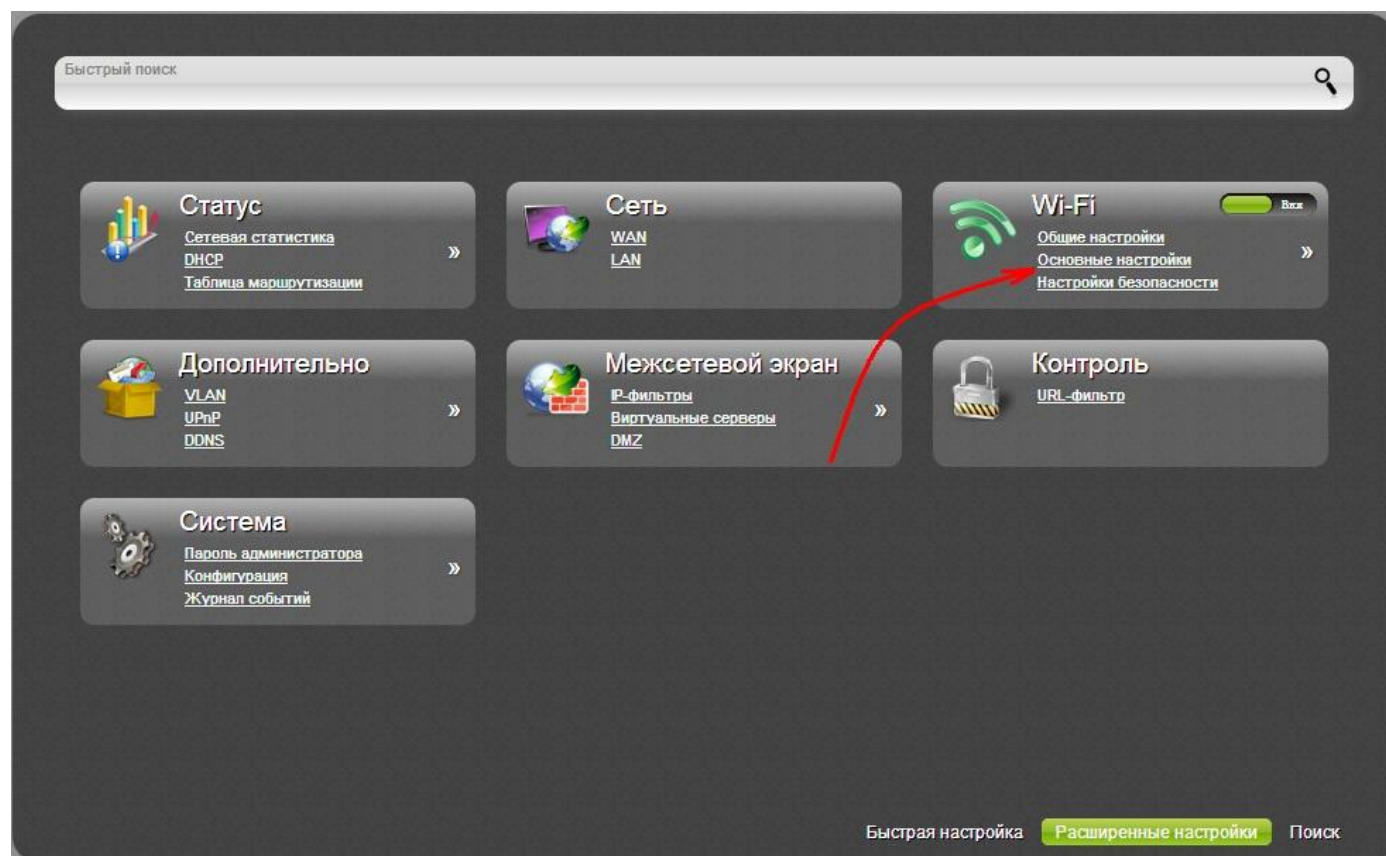 Быстрый поиск
Статус
Сетевая статистика
DHCP
Таблица маршрутизации
»
Сеть
WAN
LAN
Wi-Fi
Вкл
Общие настройки
Основные настройки
Настройки безопасности
»
Дополнительно
VLAN
UPnP
DDNS
»
Межсетевой экран
IP-фильтры
Виртуальные серверы
DMZ
»
Контроль
URL-фильтр
Система
Пароль администратора
Конфигурация
Журнал событий
»
Быстрая настройка Расширенные настройки Поиск